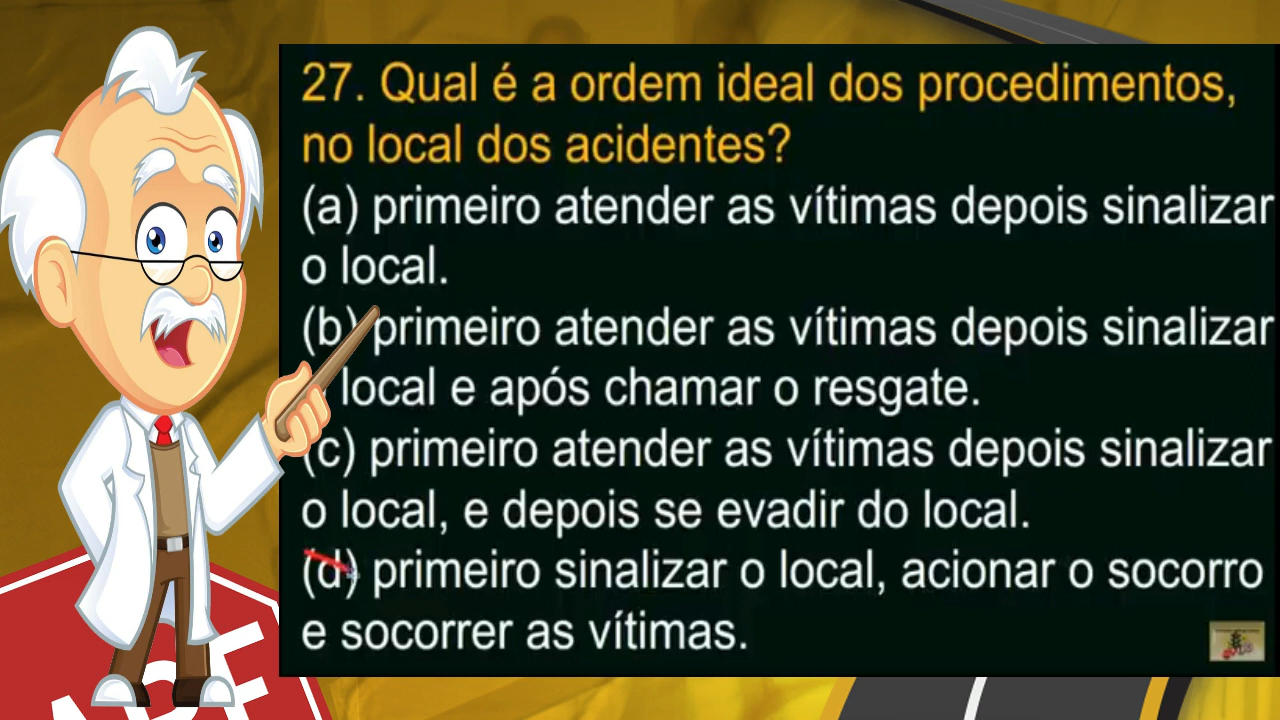 27. Qual é a ordem ideal dos procedimentos,
no local dos acidentes?
(a) primeiro atender as vítimas depois sinalizar
o local.
(b) primeiro atender as vítimas depois sinalizar
local e após chamar o resgate.
(c) primeiro atender as vítimas depois sinalizar
o local, e depois se evadir do local.
(d) primeiro sinalizar o local, acionar o socorro
e socorrer as vítimas.